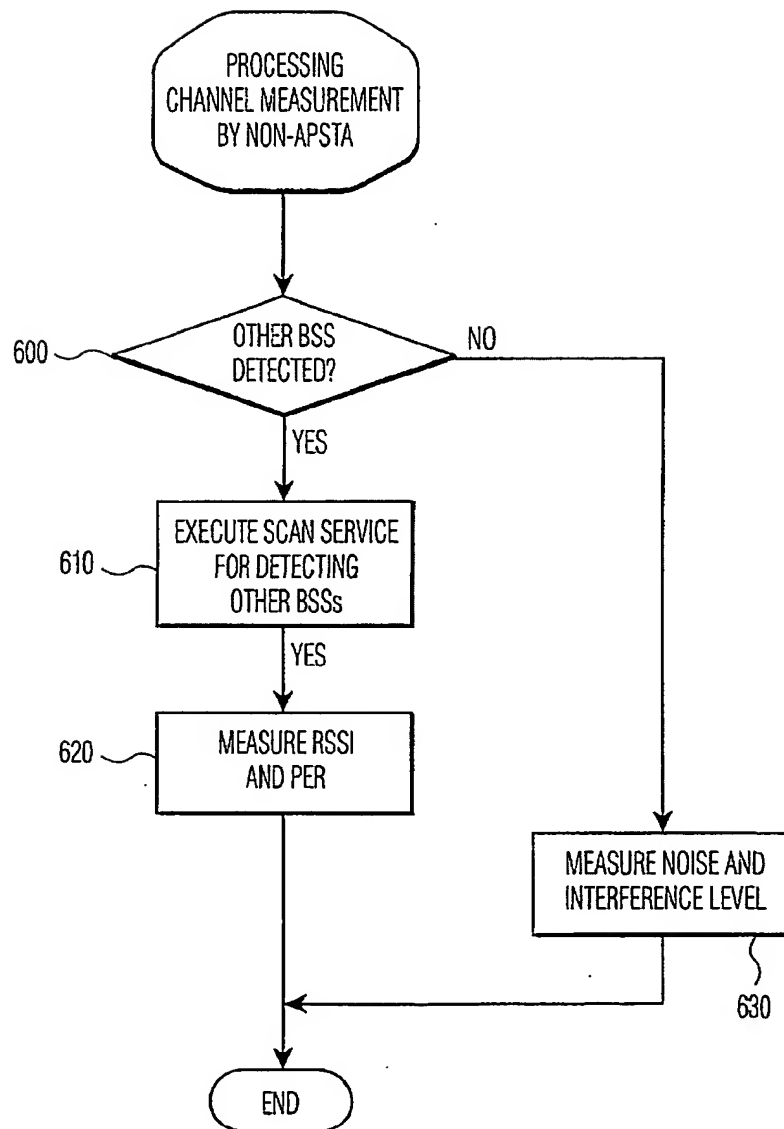 PROCESSING
CHANNEL MEASUREMENT
BY NON-APSTA
600
OTHER BSS
DETECTED?
NO
YES
610
EXECUTE SCAN SERVICE
FOR DETECTING
OTHER BSSs
YES
620
MEASURE RSSI
AND PER
MEASURE NOISE AND
INTERFERENCE LEVEL
630
END